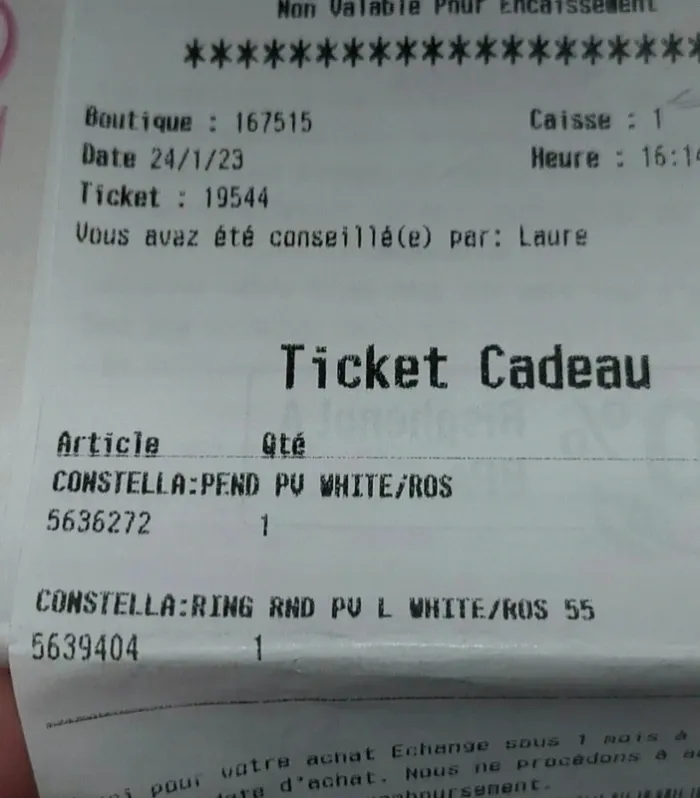 Non Valable Pour Encaissement
********************
Boutique : 167515 Caisse : 1
Date 24/1/23 Heure : 16:14
Ticket : 19544
Vous avaz été conseillé(e) par: Laure
Ticket Cadeau
Article Qté
CONSTELLA:PEND PV WHITE/ROS
5636272 1
CONSTELLA:RING RND PV L WHITE/ROS 55
5639404 1
pour votre achat Echange sous 1 mois à
d'achat. Nous ne procédons à